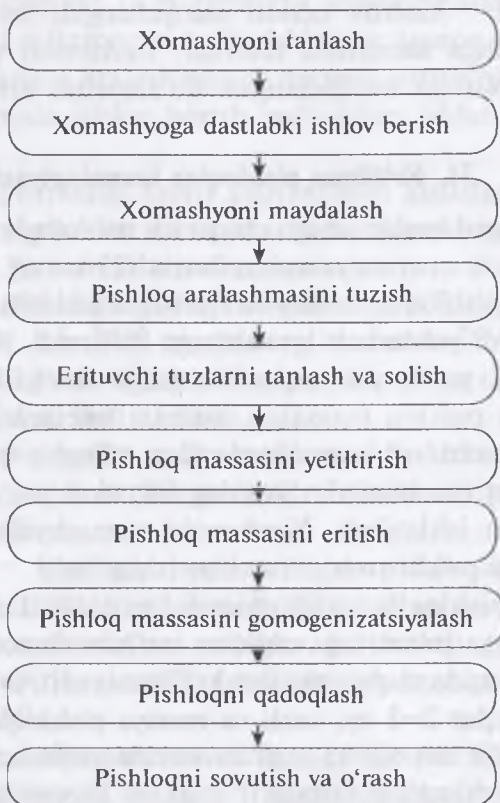 Xomashyoni tanlash
Xomashyoga dastlabki ishlov berish
Xomashyoni maydalash
Pishloq aralashmasini tuzish
Erituvchi tuzlarni tanlash va solish
Pishloq massasini yetiltirish
Pishloq massasini eritish
Pishloq massasini gomogenizatsiyalash
Pishloqni qadoqlash
Pishloqni sovutish va o‘rash